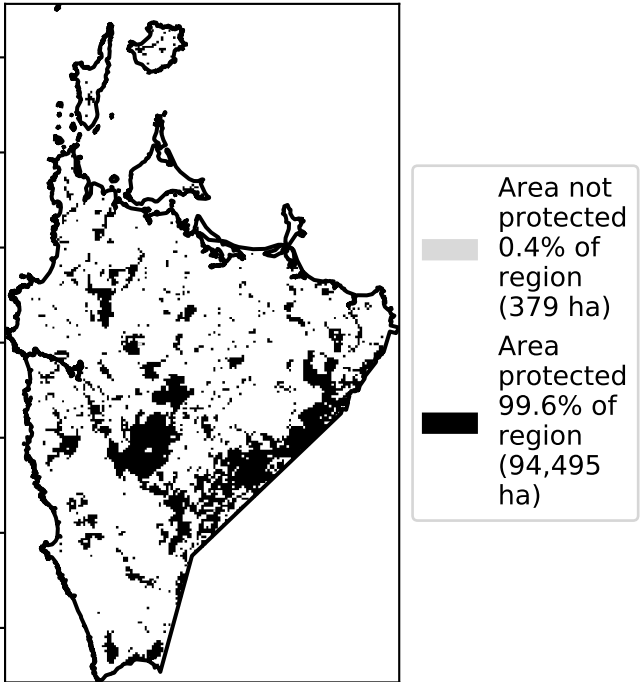 Area not
protected
0.4% of
region
(379 ha)
Area
protected
99.6% of
region
(94,495
ha)